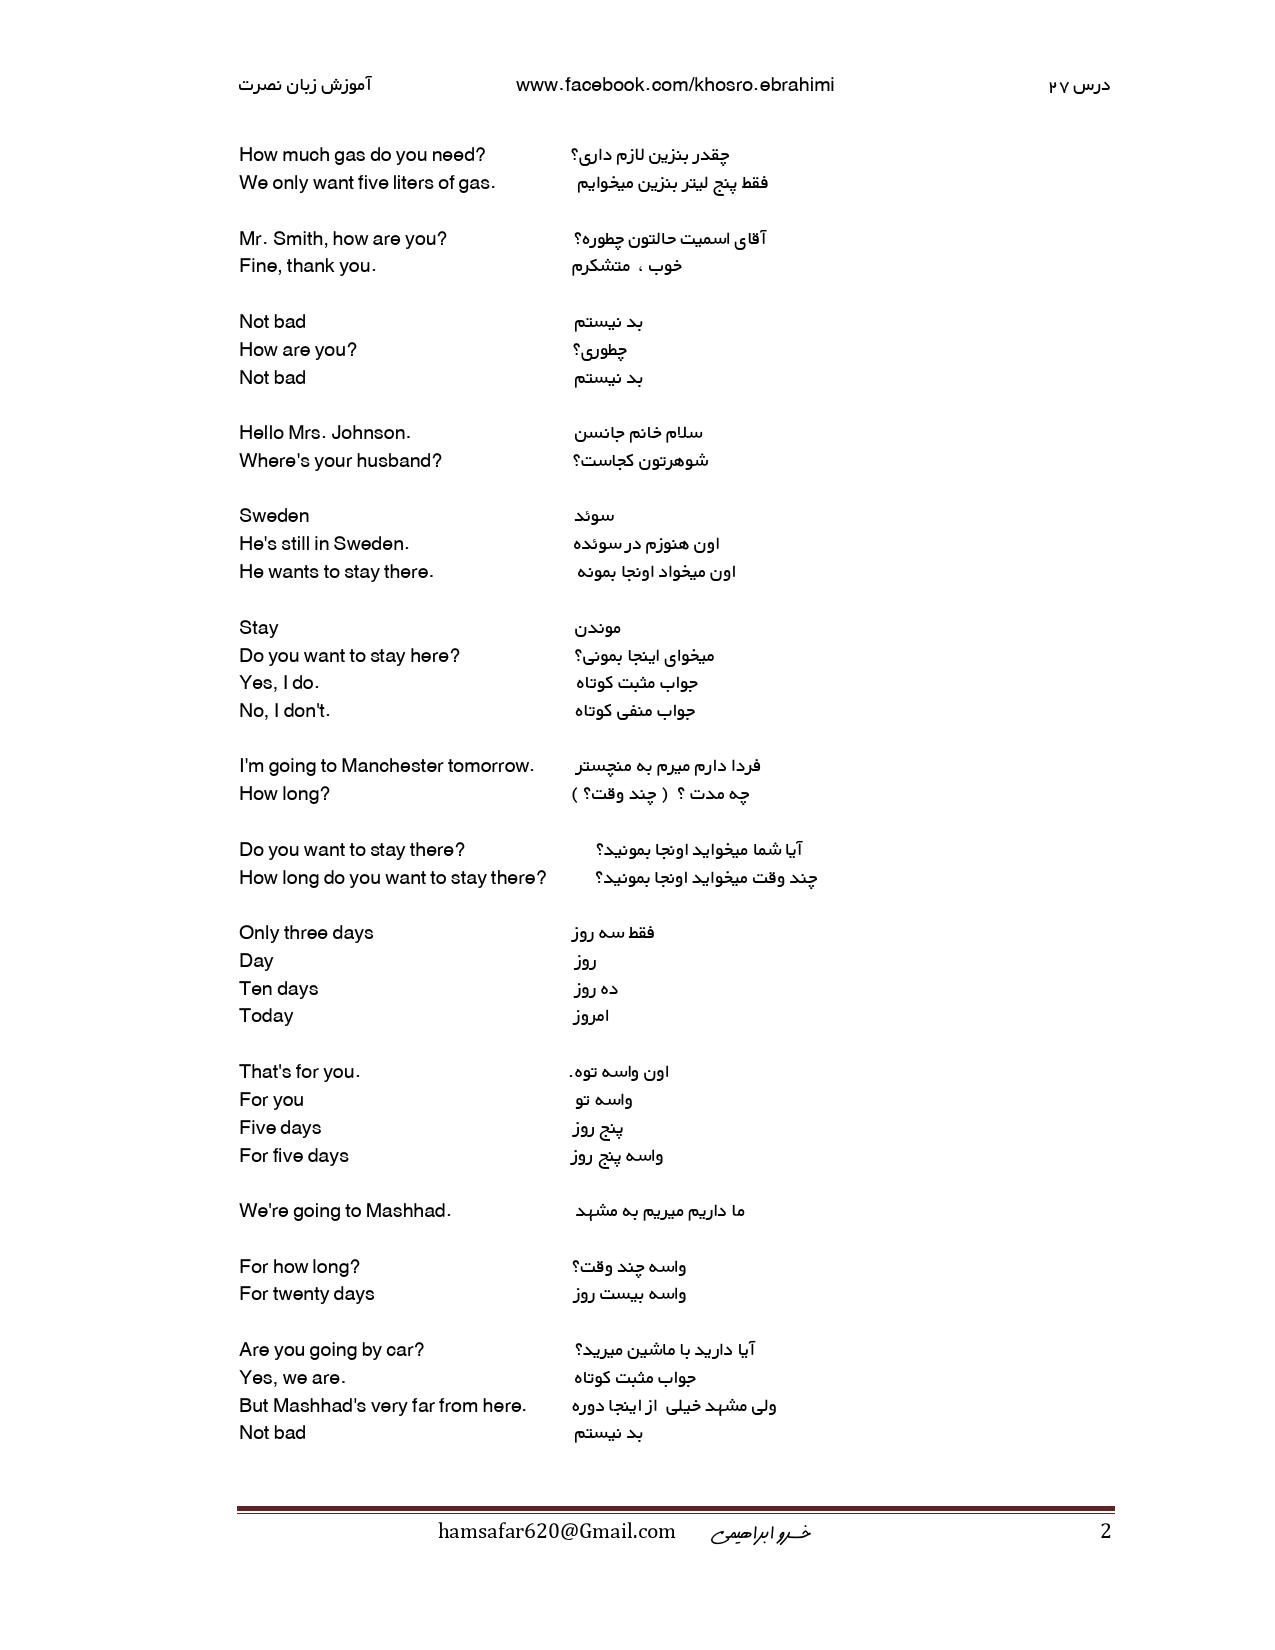 آموزش زبان نصرت www.facebook.com/khosro.ebrahimi درس ۲۷
How much gas do you need? چقدر بنزین لازم داری؟
We only want five liters of gas. فقط پنج لیتر بنزین میخوایم
Mr. Smith, how are you? آقای اسمیت حالتون چطوره؟
Fine, thank you. خوب ، متشکرم
Not bad بد نیستم
How are you? چطوری؟
Not bad بد نیستم
Hello Mrs. Johnson. سلام خانم جانسن
Where's your husband? شوهرتون کجاست؟
Sweden سوئد
He's still in Sweden. اون هنوزم در سوئده
He wants to stay there. اون میخواد اونجا بمونه
Stay موندن
Do you want to stay here? میخوای اینجا بمونی؟
Yes, I do. جواب مثبت کوتاه
No, I don't. جواب منفی کوتاه
I'm going to Manchester tomorrow. فردا دارم میرم به منچستر
How long? چه مدت ؟ ( چند وقت؟ )
Do you want to stay there? آیا شما میخواید اونجا بمونید؟
How long do you want to stay there? چند وقت میخواید اونجا بمونید؟
Only three days فقط سه روز
Day روز
Ten days ده روز
Today امروز
That's for you. اون واسه توه.
For you واسه تو
Five days پنج روز
For five days واسه پنج روز
We're going to Mashhad. ما داریم میریم به مشهد
For how long? واسه چند وقت؟
For twenty days واسه بیست روز
Are you going by car? آیا دارید با ماشین میرید؟
Yes, we are. جواب مثبت کوتاه
But Mashhad's very far from here. ولی مشهد خیلی از اینجا دوره
Not bad بد نیستم
hamsafar620@Gmail.com خسرو ابراهیمی 2